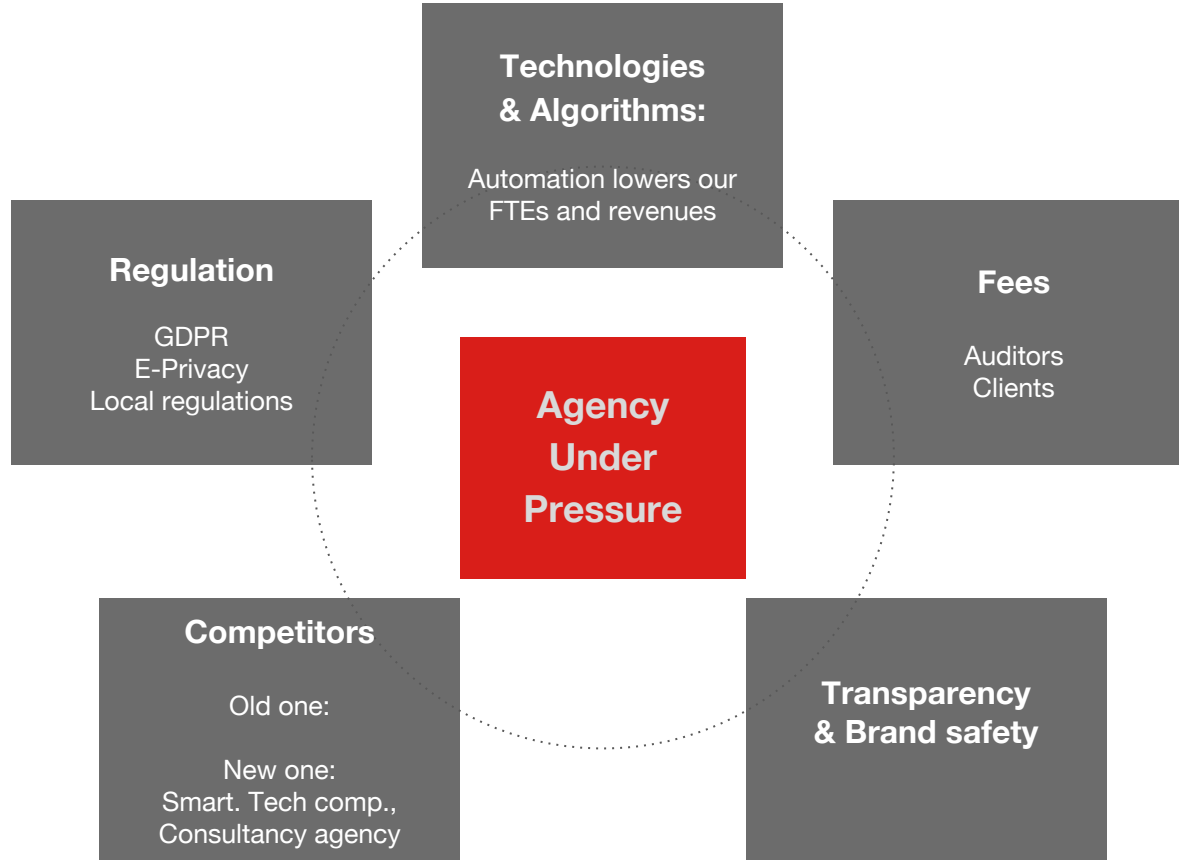 Technologies
& Algorithms:
Automation lowers our
FTEs and revenues
Regulation
GDPR
E-Privacy
Local regulations
Fees
Auditors
Clients
Agency
Under
Pressure
Competitors
Old one:
New one:
Smart. Tech comp.,
Consultancy agency
Transparency
& Brand safety